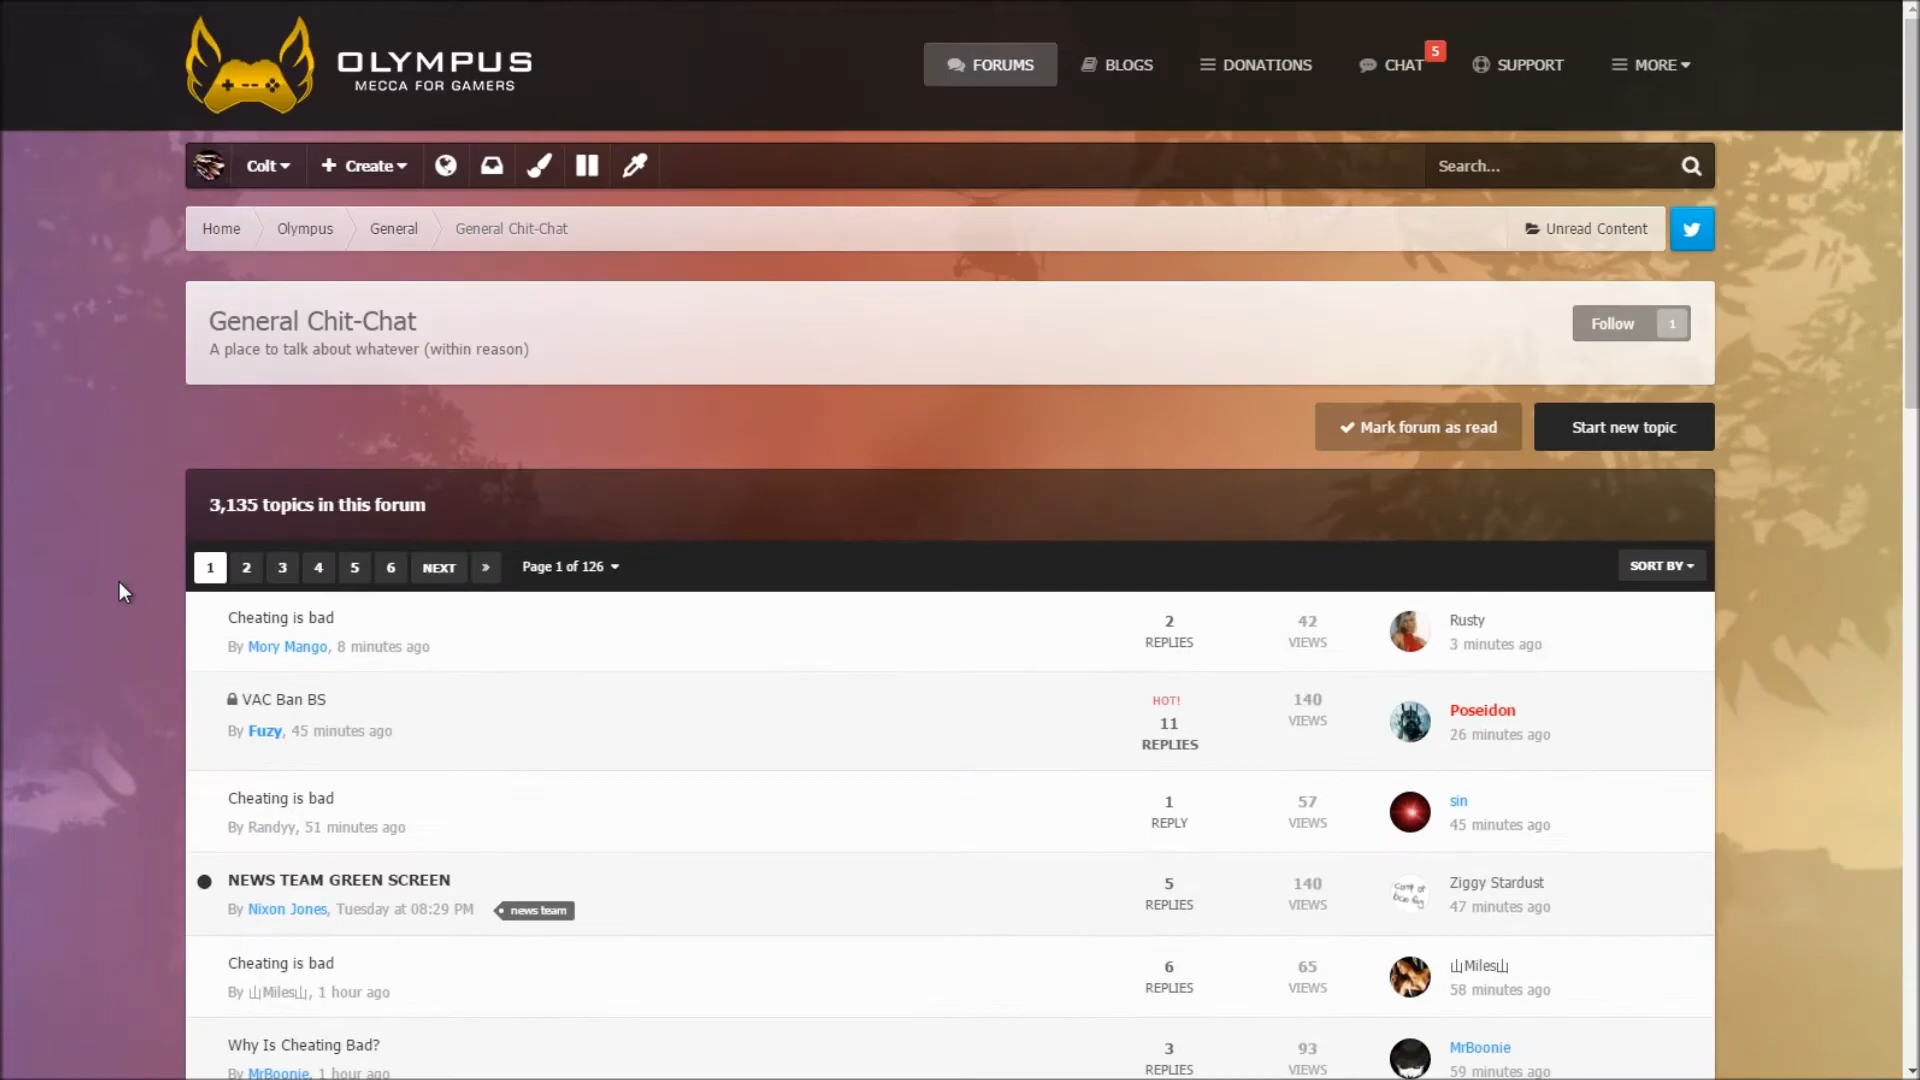 OLYMPUS
MECCA FOR GAMERS
FORUMS
BLOGS
DONATIONS
CHAT
5
SUPPORT
MORE
Colt
Create
Search...
Home
Olympus
General
General Chit-Chat
Unread Content
General Chit-Chat
A place to talk about whatever (within reason)
Follow
1
Mark forum as read
Start new topic
3,135 topics in this forum
1 2 3 4 5 6 NEXT »
Page 1 of 126
SORT BY
Cheating is bad
By Mory Mango, 8 minutes ago
2
REPLIES
42
VIEWS
Rusty
3 minutes ago
VAC Ban BS
By Fuzy, 45 minutes ago
HOT!
11
REPLIES
140
VIEWS
Poseidon
26 minutes ago
Cheating is bad
By Randyy, 51 minutes ago
1
REPLY
57
VIEWS
sin
45 minutes ago
NEWS TEAM GREEN SCREEN
By Nixon Jones, Tuesday at 08:29 PM
news team
5
REPLIES
140
VIEWS
Ziggy Stardust
47 minutes ago
Cheating is bad
By 山Miles山, 1 hour ago
6
REPLIES
65
VIEWS
山Miles山
58 minutes ago
Why Is Cheating Bad?
By MrBoonie, 1 hour ago
3
REPLIES
93
VIEWS
MrBoonie
59 minutes ago